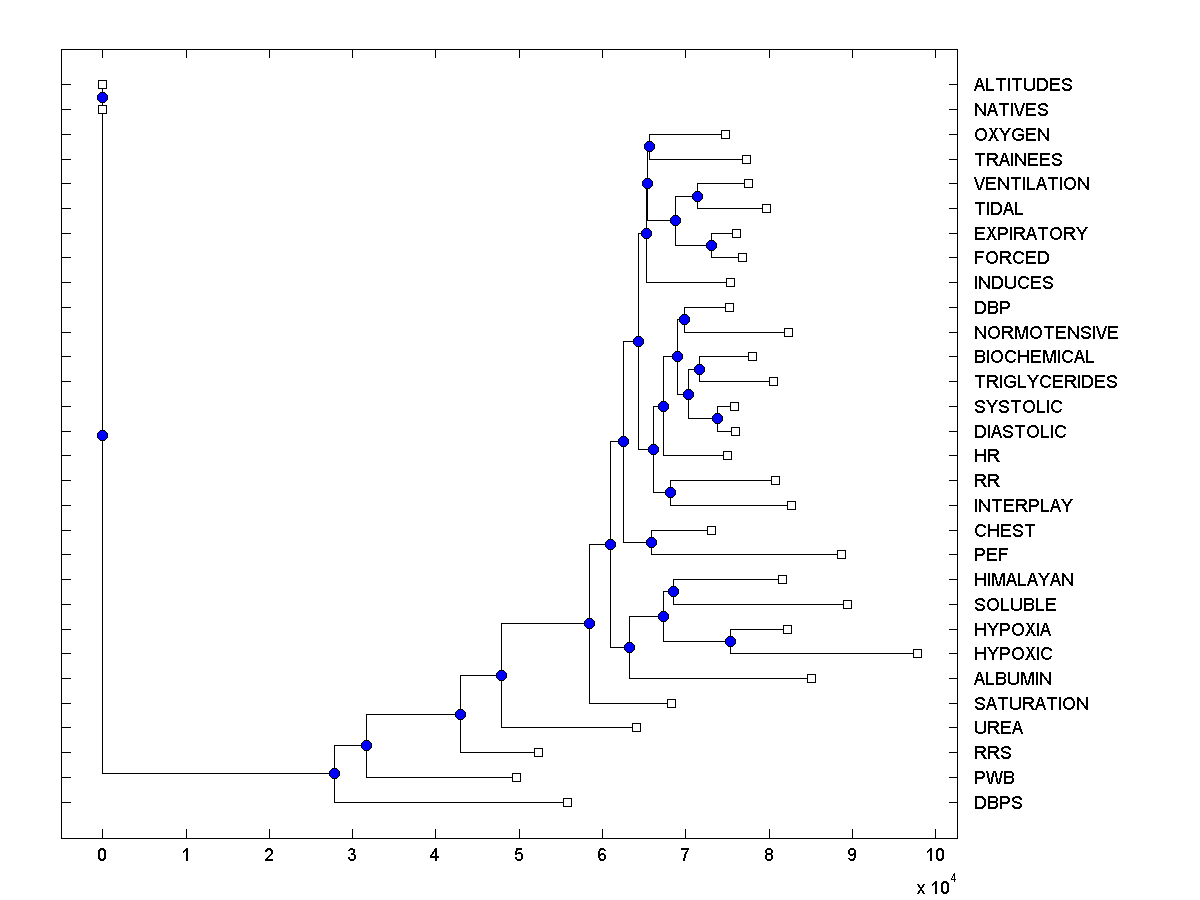 ALTITUDES
NATIVES
OXYGEN
TRAINEES
VENTILATION
TIDAL
EXPIRATORY
FORCED
INDUCES
DBP
NORMOTENSIVE
BIOCHEMICAL
TRIGLYCERIDES
SYSTOLIC
DIASTOLIC
HR
RR
INTERPLAY
CHEST
PEF
HIMALAYAN
SOLUBLE
HYPOXIA
HYPOXIC
ALBUMIN
SATURATION
UREA
RRS
PWB
DBPS
0 1 2 3 4 5 6 7 8 9 10
x 10^4